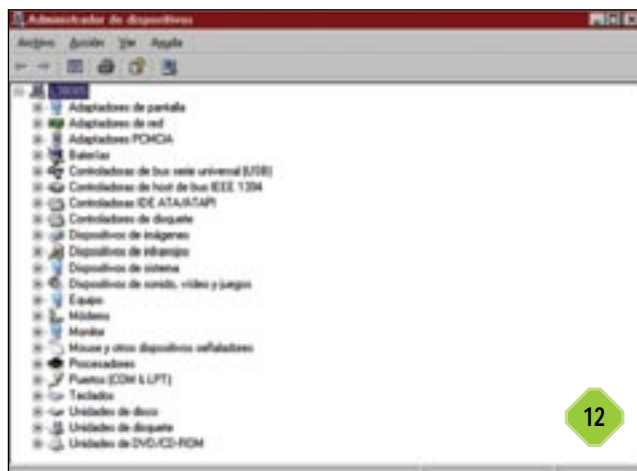 Administrador de dispositivos
Archivo Acción Ver Ayuda
Adaptadores de pantalla
Adaptadores de red
Adaptadores PCMCIA
Baterías
Controladoras de bus serie universal (USB)
Controladoras de host de bus IEEE 1394
Controladoras IDE ATA/ATAPI
Controladores de disquete
Dispositivos de imágenes
Dispositivos de infrarrojos
Dispositivos de sistema
Dispositivos de sonido, vídeo y juegos
Equipo
Módems
Monitor
Mouse y otros dispositivos señaladores
Procesadores
Puertos (COM & LPT)
Teclados
Unidades de disco
Unidades de disquete
Unidades de DVD/CD-ROM
12